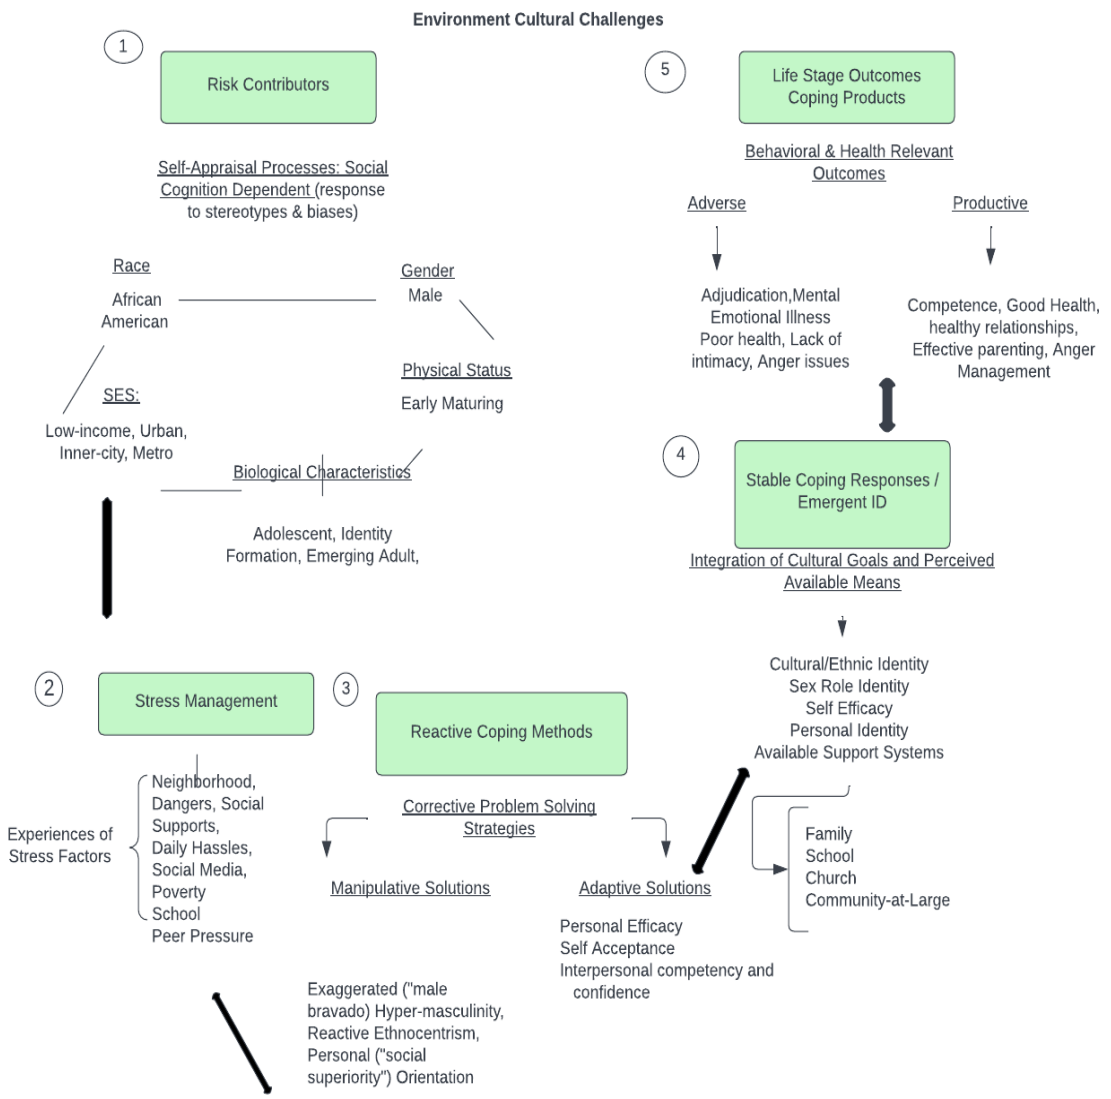 Environment Cultural Challenges
1
Risk Contributors
Self-Appraisal Processes: Social
Cognition Dependent (response
to stereotypes & biases)
Race
African
American
Gender
Male
Physical Status
Early Maturing
SES:
Low-income, Urban,
Inner-city, Metro
Biological Characteristics
Adolescent, Identity
Formation, Emerging Adult,
2
Stress Management
Experiences of
Stress Factors
Neighborhood,
Dangers, Social
Supports,
Daily Hassles,
Social Media,
Poverty
School
Peer Pressure
3
Reactive Coping Methods
Corrective Problem Solving
Strategies
Manipulative Solutions
Exaggerated ("male
bravado) Hyper-masculinity,
Reactive Ethnocentrism,
Personal ("social
superiority") Orientation
Adaptive Solutions
Personal Efficacy
Self Acceptance
Interpersonal competency and
confidence
4
Stable Coping Responses /
Emergent ID
Integration of Cultural Goals and Perceived
Available Means
Cultural/Ethnic Identity
Sex Role Identity
Self Efficacy
Personal Identity
Available Support Systems
Family
School
Church
Community-at-Large
5
Life Stage Outcomes
Coping Products
Behavioral & Health Relevant
Outcomes
Adverse
Adjudication,Mental
Emotional Illness
Poor health, Lack of
intimacy, Anger issues
Productive
Competence, Good Health,
healthy relationships,
Effective parenting, Anger
Management